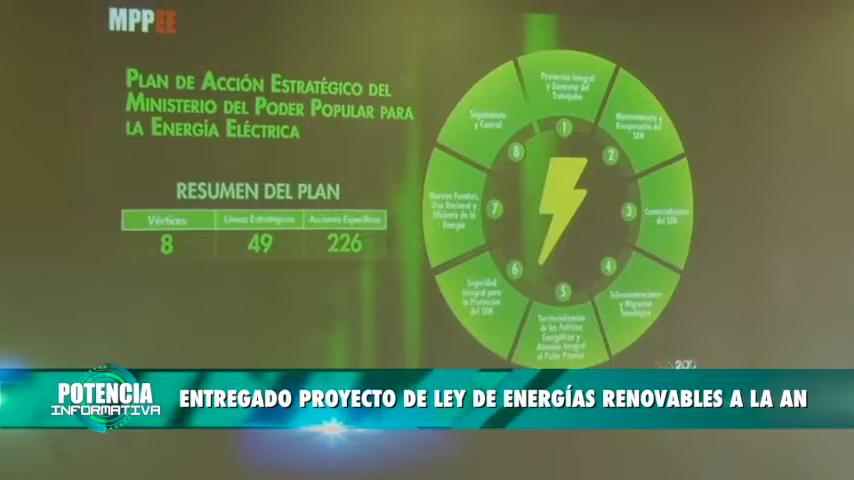 MPPEE
PLAN DE ACCIÓN ESTRATÉGICO DEL
MINISTERIO DEL PODER POPULAR PARA
LA ENERGÍA ELÉCTRICA
RESUMEN DEL PLAN
Vértices Líneas Estratégicas Acciones Específicas
8 49 226
Protección Integral
y Bienestar del
Trabajador
1
Mantenimiento y
Recuperación del
SEN
2
Comercialización
del SEN
3
Telecomunicaciones
y Migración
Tecnológica
4
Territorialización
de las Políticas
Energéticas y
Atención Integral
al Poder Popular
5
Seguridad
Integral para
la Protección
del SEN
6
Nuevas Fuentes,
Uso Racional y
Eficiente de la
Energía
7
Seguimiento
y Control
8
200
POTENCIA
INFORMATIVA
ENTREGADO PROYECTO DE LEY DE ENERGÍAS RENOVABLES A LA AN